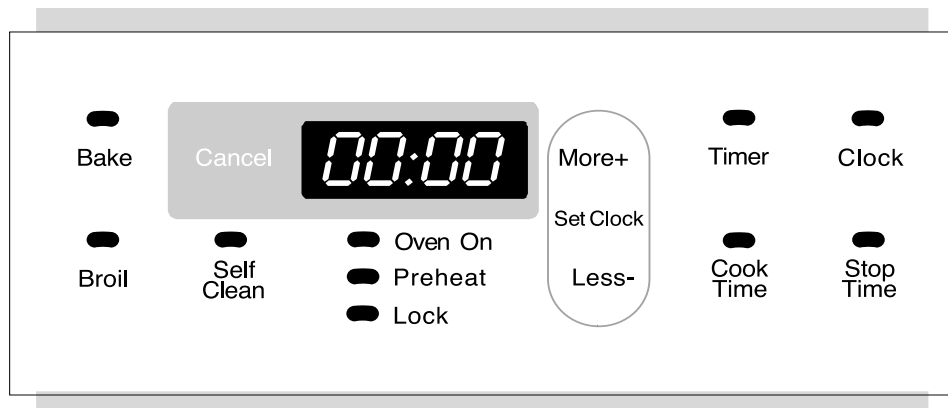 Bake
Cancel
00:00
More+
Timer
Clock
Set Clock
Broil
Self
Clean
Oven On
Preheat
Lock
Less-
Cook
Time
Stop
Time